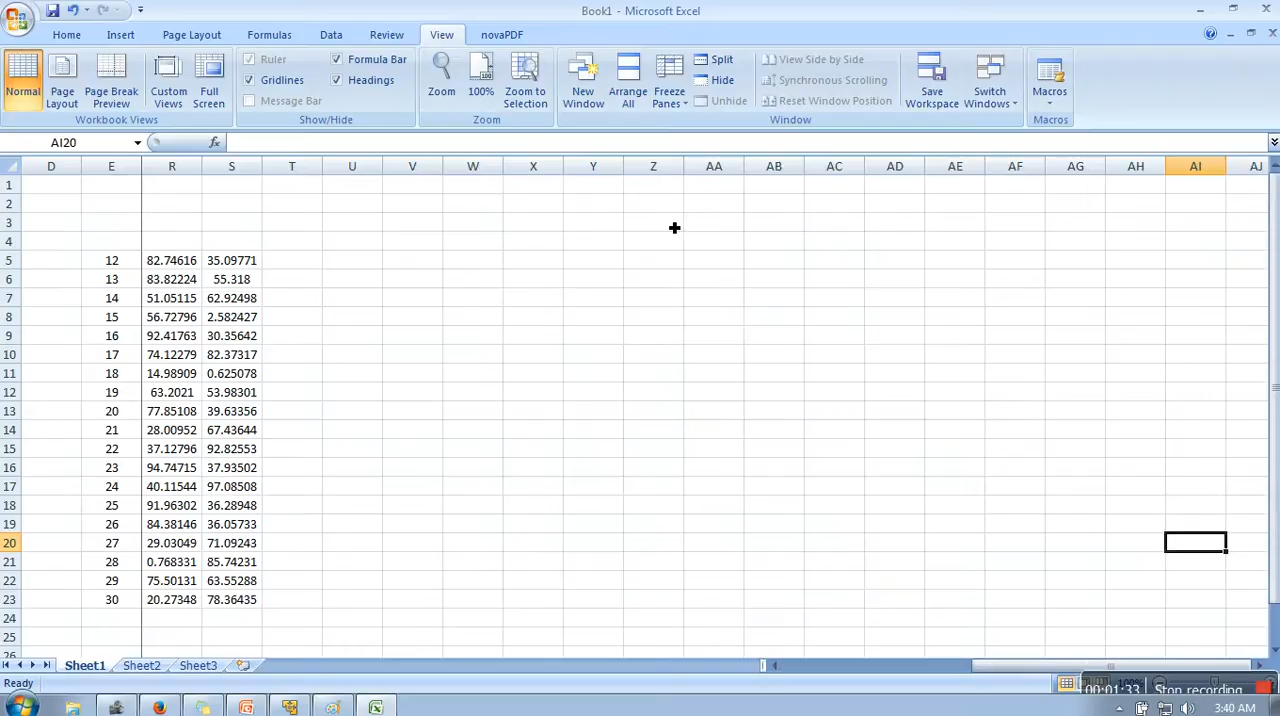 Book1 - Microsoft Excel
Home Insert Page Layout Formulas Data Review View novaPDF
Normal Page Layout Page Break Preview Custom Views Full Screen
Workbook Views
Ruler Formula Bar
Gridlines Headings
Message Bar
Show/Hide
Zoom 100% Zoom to Selection
Zoom
New Window Arrange All Freeze Panes
Split View Side by Side
Hide Synchronous Scrolling
Unhide Reset Window Position
Save Workspace Switch Windows
Window
Macros
Macros
AI20 fx
D E R S T U V W X Y Z AA AB AC AD AE AF AG AH AI AJ
1
2
3
4
5 12 82.74616 35.09771
6 13 83.82224 55.318
7 14 51.05115 62.92498
8 15 56.72796 2.582427
9 16 92.41763 30.35642
10 17 74.12279 82.37317
11 18 14.98909 0.625078
12 19 63.2021 53.98301
13 20 77.85108 39.63356
14 21 28.00952 67.43644
15 22 37.12796 92.82553
16 23 94.74715 37.93502
17 24 40.11544 97.08508
18 25 91.96302 36.28948
19 26 84.38146 36.05733
20 27 29.03049 71.09243
21 28 0.768331 85.74231
22 29 75.50131 63.55288
23 30 20.27348 78.36435
24
25
26
Sheet1 Sheet2 Sheet3
Ready 100%
00:01:33 Stop recording
3:40 AM